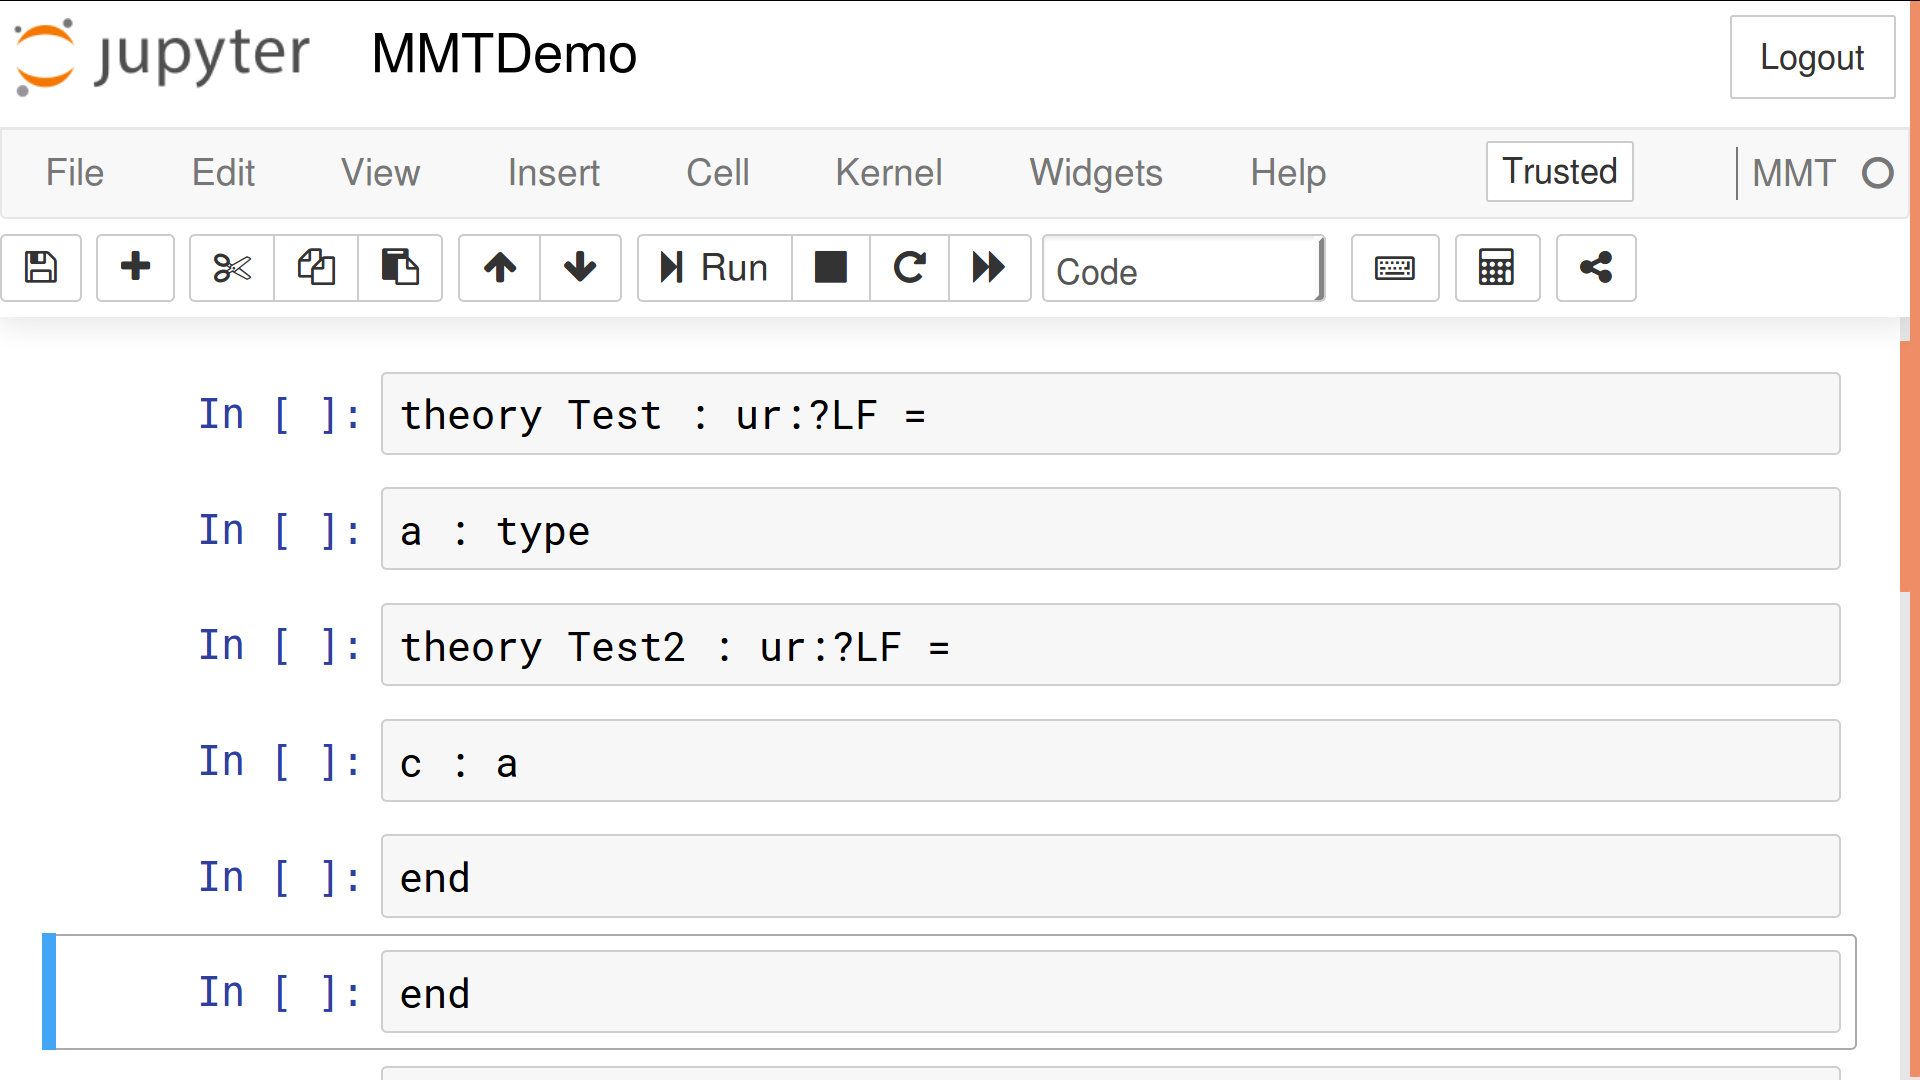 jupyter MMTDemo Logout
File Edit View Insert Cell Kernel Widgets Help Trusted MMT
Run Code
In [ ]: theory Test : ur:?LF =
In [ ]: a : type
In [ ]: theory Test2 : ur:?LF =
In [ ]: c : a
In [ ]: end
In [ ]: end